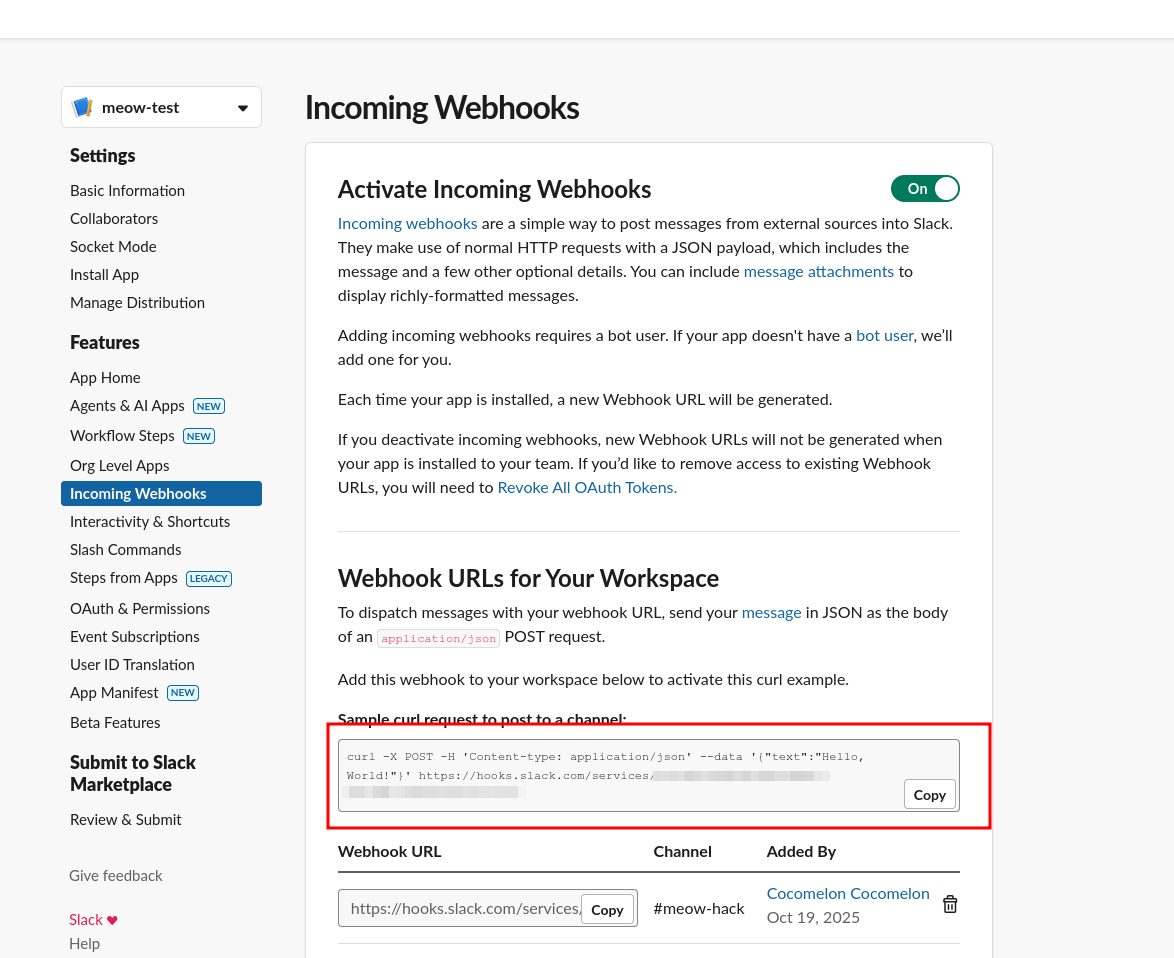 meow-test
Settings
Basic Information
Collaborators
Socket Mode
Install App
Manage Distribution
Features
App Home
Agents & AI Apps NEW
Workflow Steps NEW
Org Level Apps
Incoming Webhooks
Interactivity & Shortcuts
Slash Commands
Steps from Apps LEGACY
OAuth & Permissions
Event Subscriptions
User ID Translation
App Manifest NEW
Beta Features
Submit to Slack
Marketplace
Review & Submit
Give feedback
Slack ♥
Help
Incoming Webhooks
Activate Incoming Webhooks
On
Incoming webhooks are a simple way to post messages from external sources into Slack.
They make use of normal HTTP requests with a JSON payload, which includes the
message and a few other optional details. You can include message attachments to
display richly-formatted messages.
Adding incoming webhooks requires a bot user. If your app doesn't have a bot user, we’ll
add one for you.
Each time your app is installed, a new Webhook URL will be generated.
If you deactivate incoming webhooks, new Webhook URLs will not be generated when
your app is installed to your team. If you’d like to remove access to existing Webhook
URLs, you will need to Revoke All OAuth Tokens.
Webhook URLs for Your Workspace
To dispatch messages with your webhook URL, send your message in JSON as the body
of an application/json POST request.
Add this webhook to your workspace below to activate this curl example.
Sample curl request to post to a channel:
curl -X POST -H 'Content-type: application/json' --data '{"text":"Hello,
World!"}' https://hooks.slack.com/services/
Copy
Webhook URL Channel Added By
https://hooks.slack.com/services/ Copy #meow-hack Cocomelon Cocomelon
Oct 19, 2025